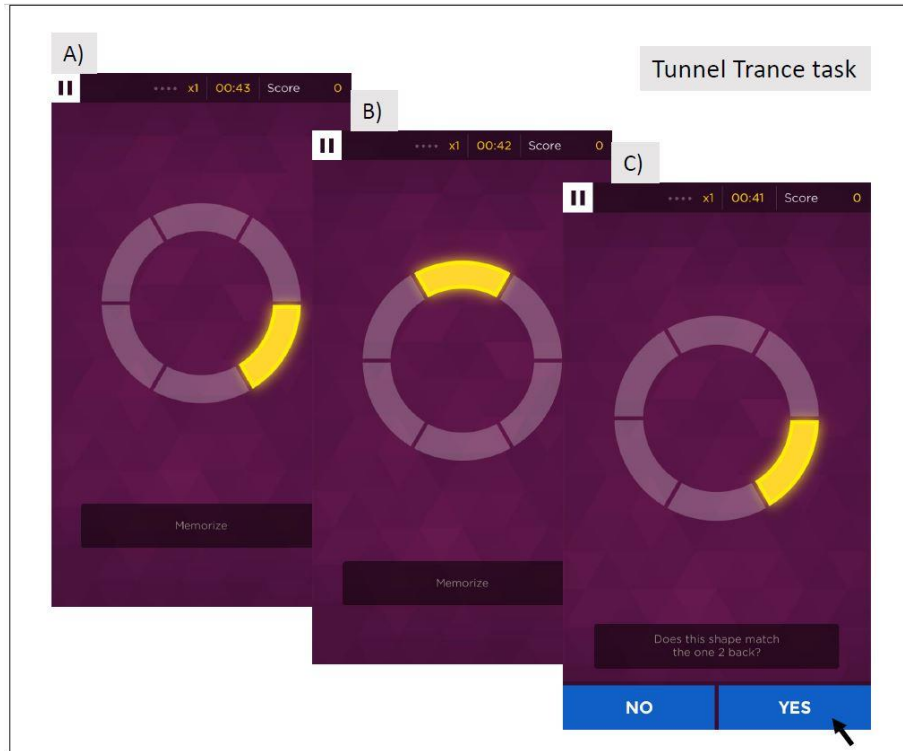 Tunnel Trance task
A)
x1 00:43 Score 0
Memorize
B)
x1 00:42 Score 0
Memorize
C)
x1 00:41 Score 0
Does this shape match
the one 2 back?
NO YES